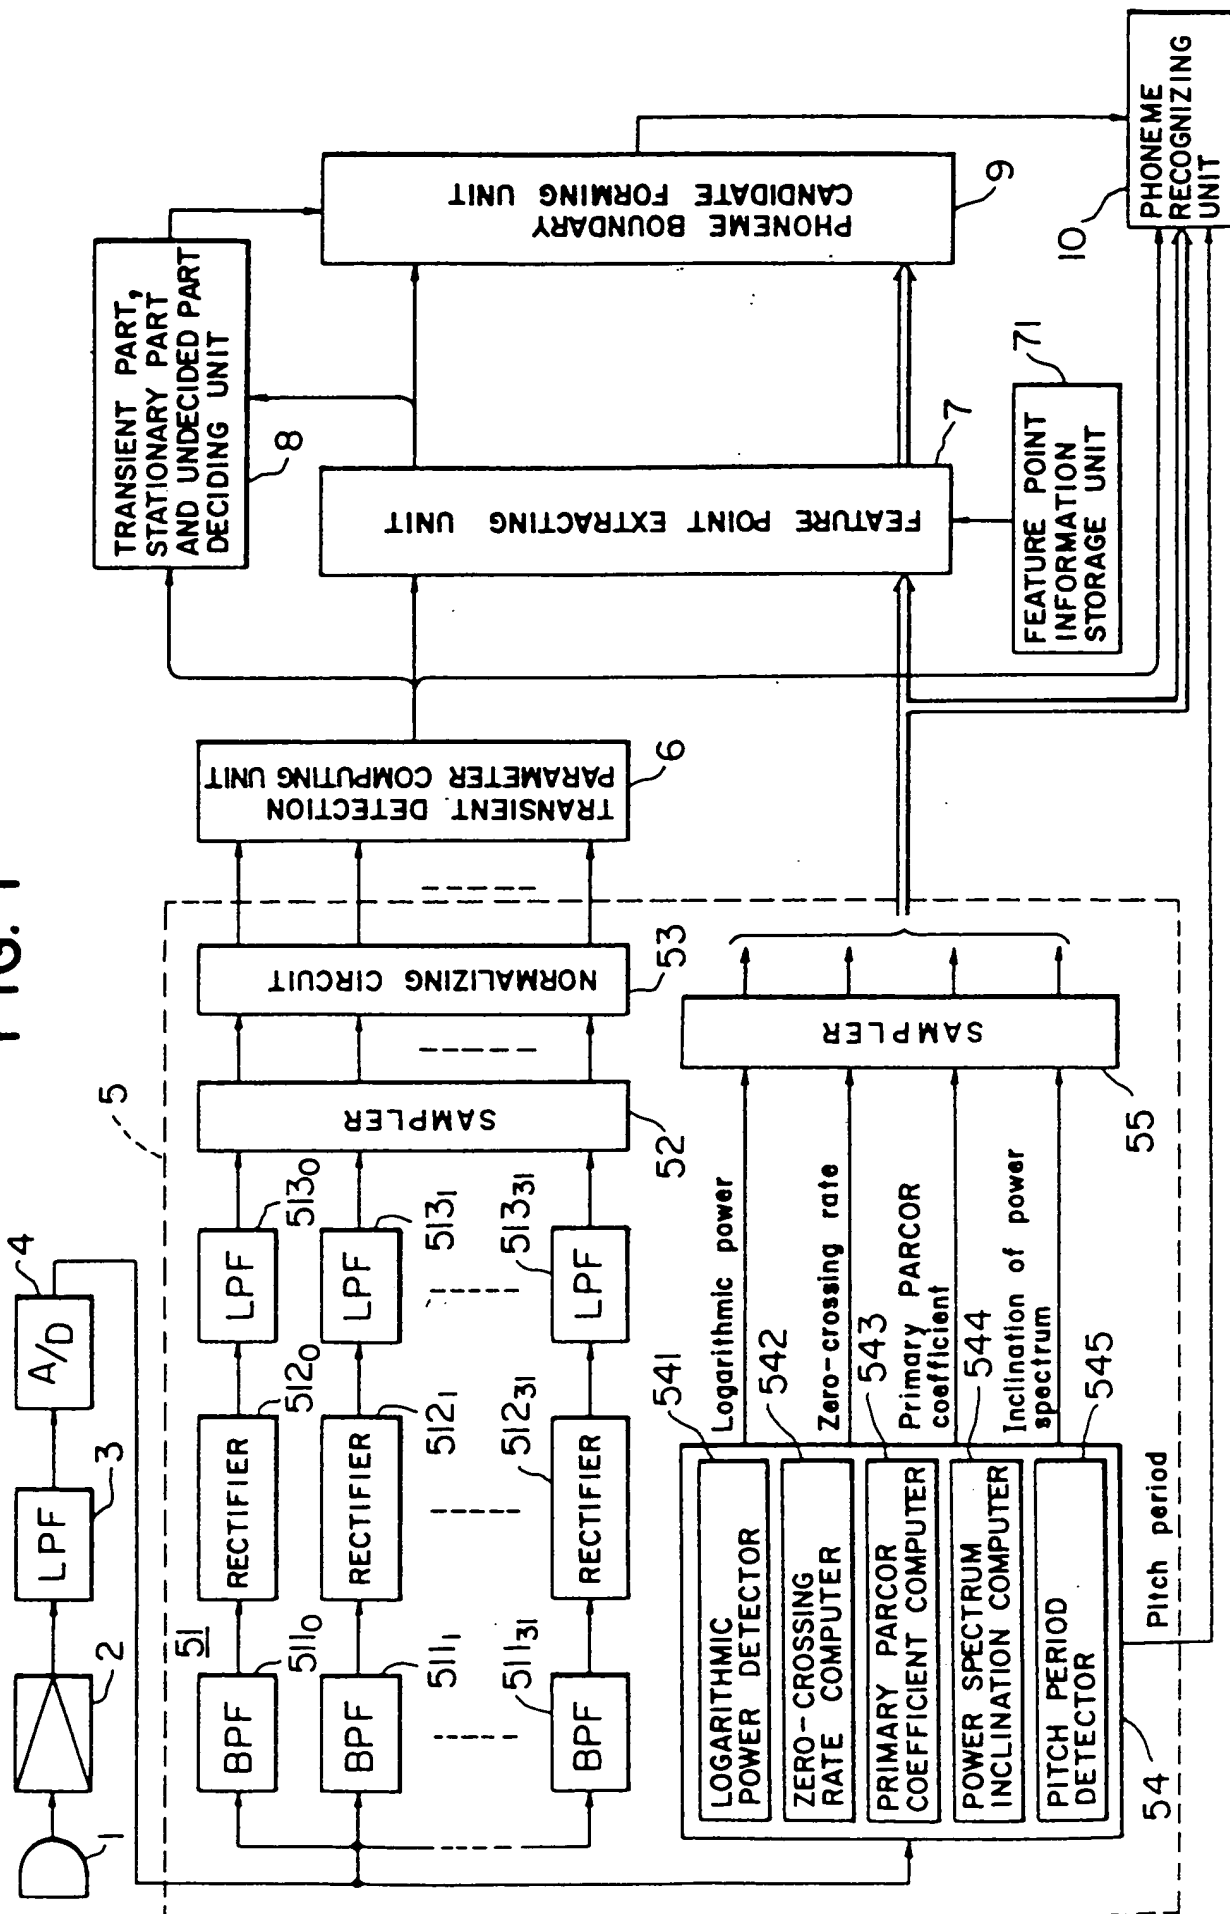 FIG. 1
1
2
LPF
3
A/D
4
5
51
BPF
511₀
RECTIFIER
512₀
LPF
513₀
BPF
511₁
RECTIFIER
512₁
LPF
513₁
BPF
511₃₁
RECTIFIER
512₃₁
LPF
513₃₁
SAMPLER
52
NORMALIZING CIRCUIT
53
TRANSIENT DETECTION
PARAMETER COMPUTING UNIT
6
TRANSIENT PART,
STATIONARY PART
AND UNDECIDED PART
DECIDING UNIT
8
FEATURE POINT EXTRACTING UNIT
7
FEATURE POINT
INFORMATION
STORAGE UNIT
71
PHONEME BOUNDARY
CANDIDATE FORMING UNIT
9
PHONEME
RECOGNIZING
UNIT
10
LOGARITHMIC
POWER DETECTOR
541
ZERO-CROSSING
RATE COMPUTER
542
PRIMARY PARCOR
COEFFICIENT COMPUTER
543
POWER SPECTRUM
INCLINATION COMPUTER
544
PITCH PERIOD
DETECTOR
545
54
Logarithmic power
Zero-crossing rate
Primary PARCOR
coefficient
Inclination of power
spectrum
Pitch period
SAMPLER
55